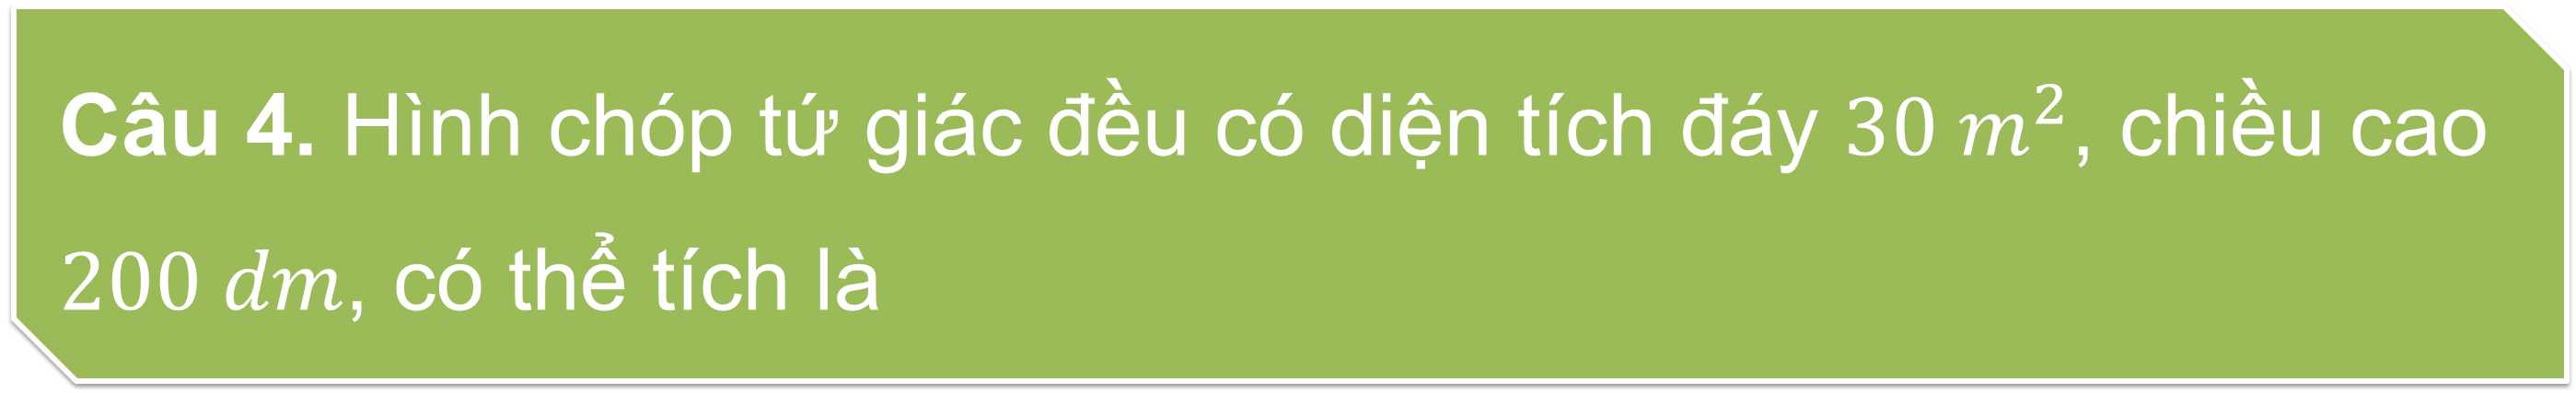 Câu 4. Hình chóp tứ giác đều có diện tích đáy 30 m², chiều cao
200 dm, có thể tích là